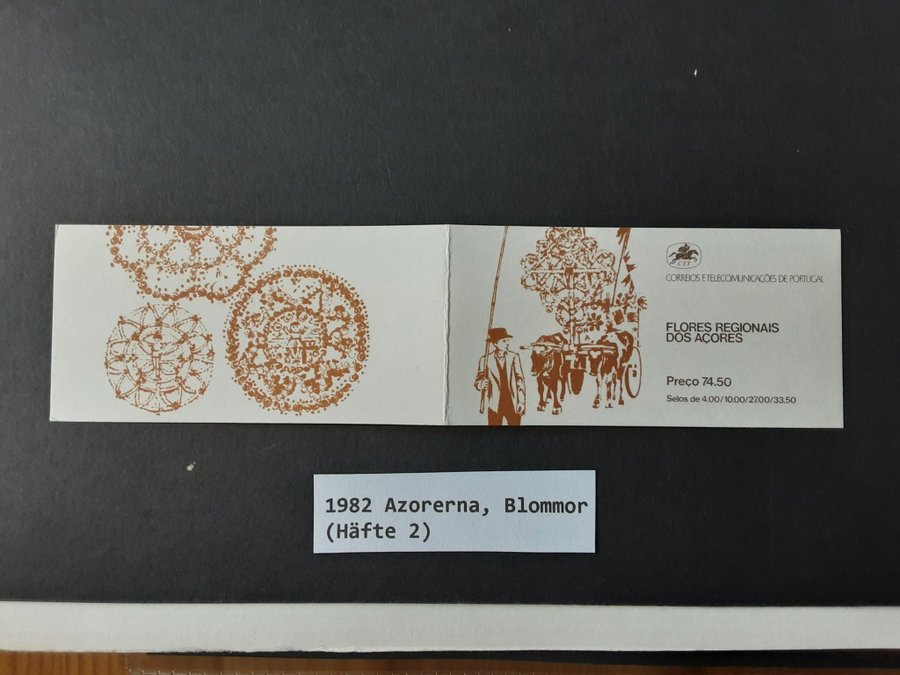 CTT
CORREIOS E TELECOMUNICAÇÕES DE PORTUGAL
FLORES REGIONAIS
DOS AÇORES
Preço 74.50
Selos de 4.00/10.00/27.00/33.50
1982 Azorerna, Blommor
(Häfte 2)